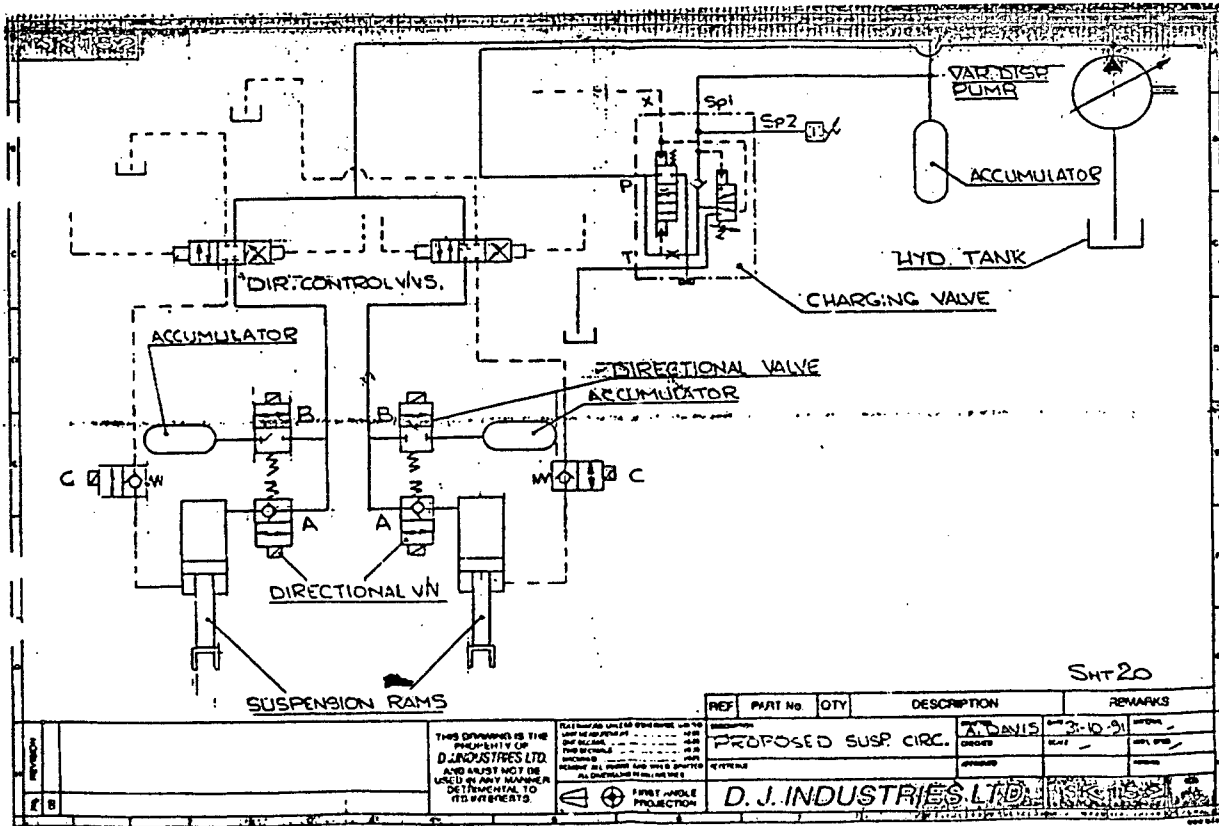 VAR. DISP
PUMP
X
Sp1
Sp2
P
T
ACCUMULATOR
HYD. TANK
CHARGING VALVE
DIR. CONTROL V/VS.
ACCUMULATOR
DIRECTIONAL VALVE
ACCUMULATOR
B
B
C
C
A
A
DIRECTIONAL V/V
SUSPENSION RAMS
SHT 20
REF
PART No.
QTY
DESCRIPTION
REMARKS
REVISION
B
THIS DRAWING IS THE
PROPERTY OF
D.J. INDUSTRIES LTD.
AND MUST NOT BE
USED IN ANY MANNER
DETRIMENTAL TO
ITS INTERESTS.
FIRST ANGLE
PROJECTION
PROPOSED SUSP. CIRC.
A. DAVIS
31-10-91
D. J. INDUSTRIES LTD